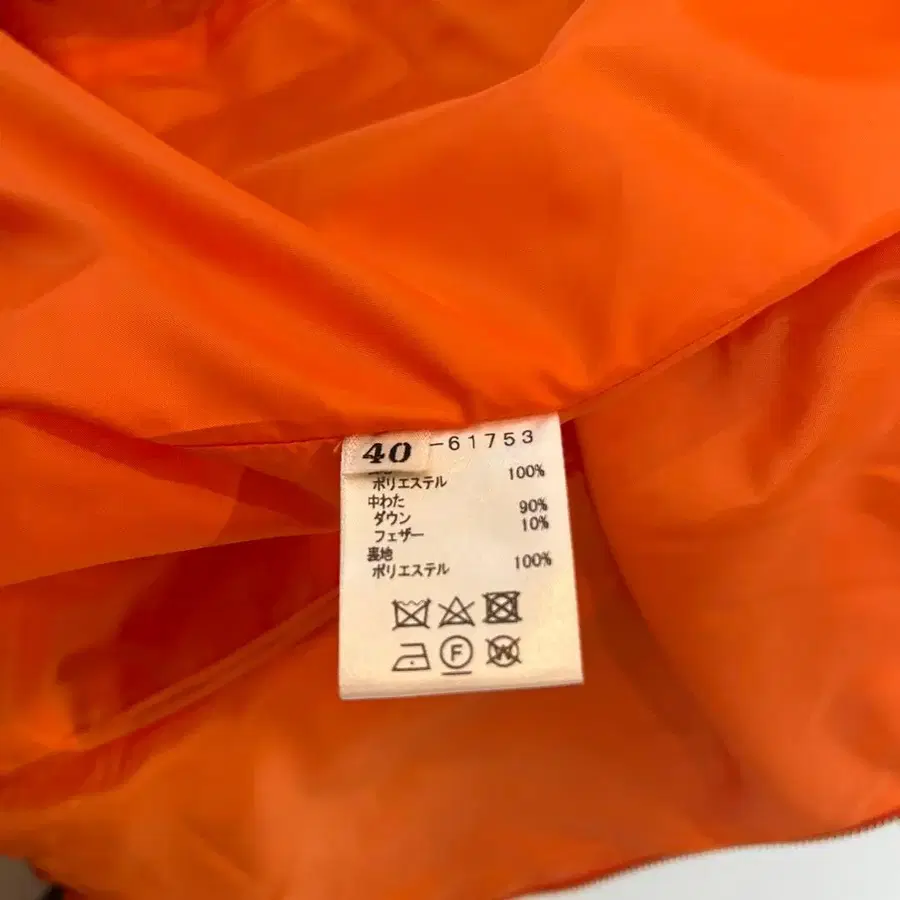 40 -61753
ポリエステル 100%
中わた
ダウン 90%
フェザー 10%
裏地
ポリエステル 100%
F W